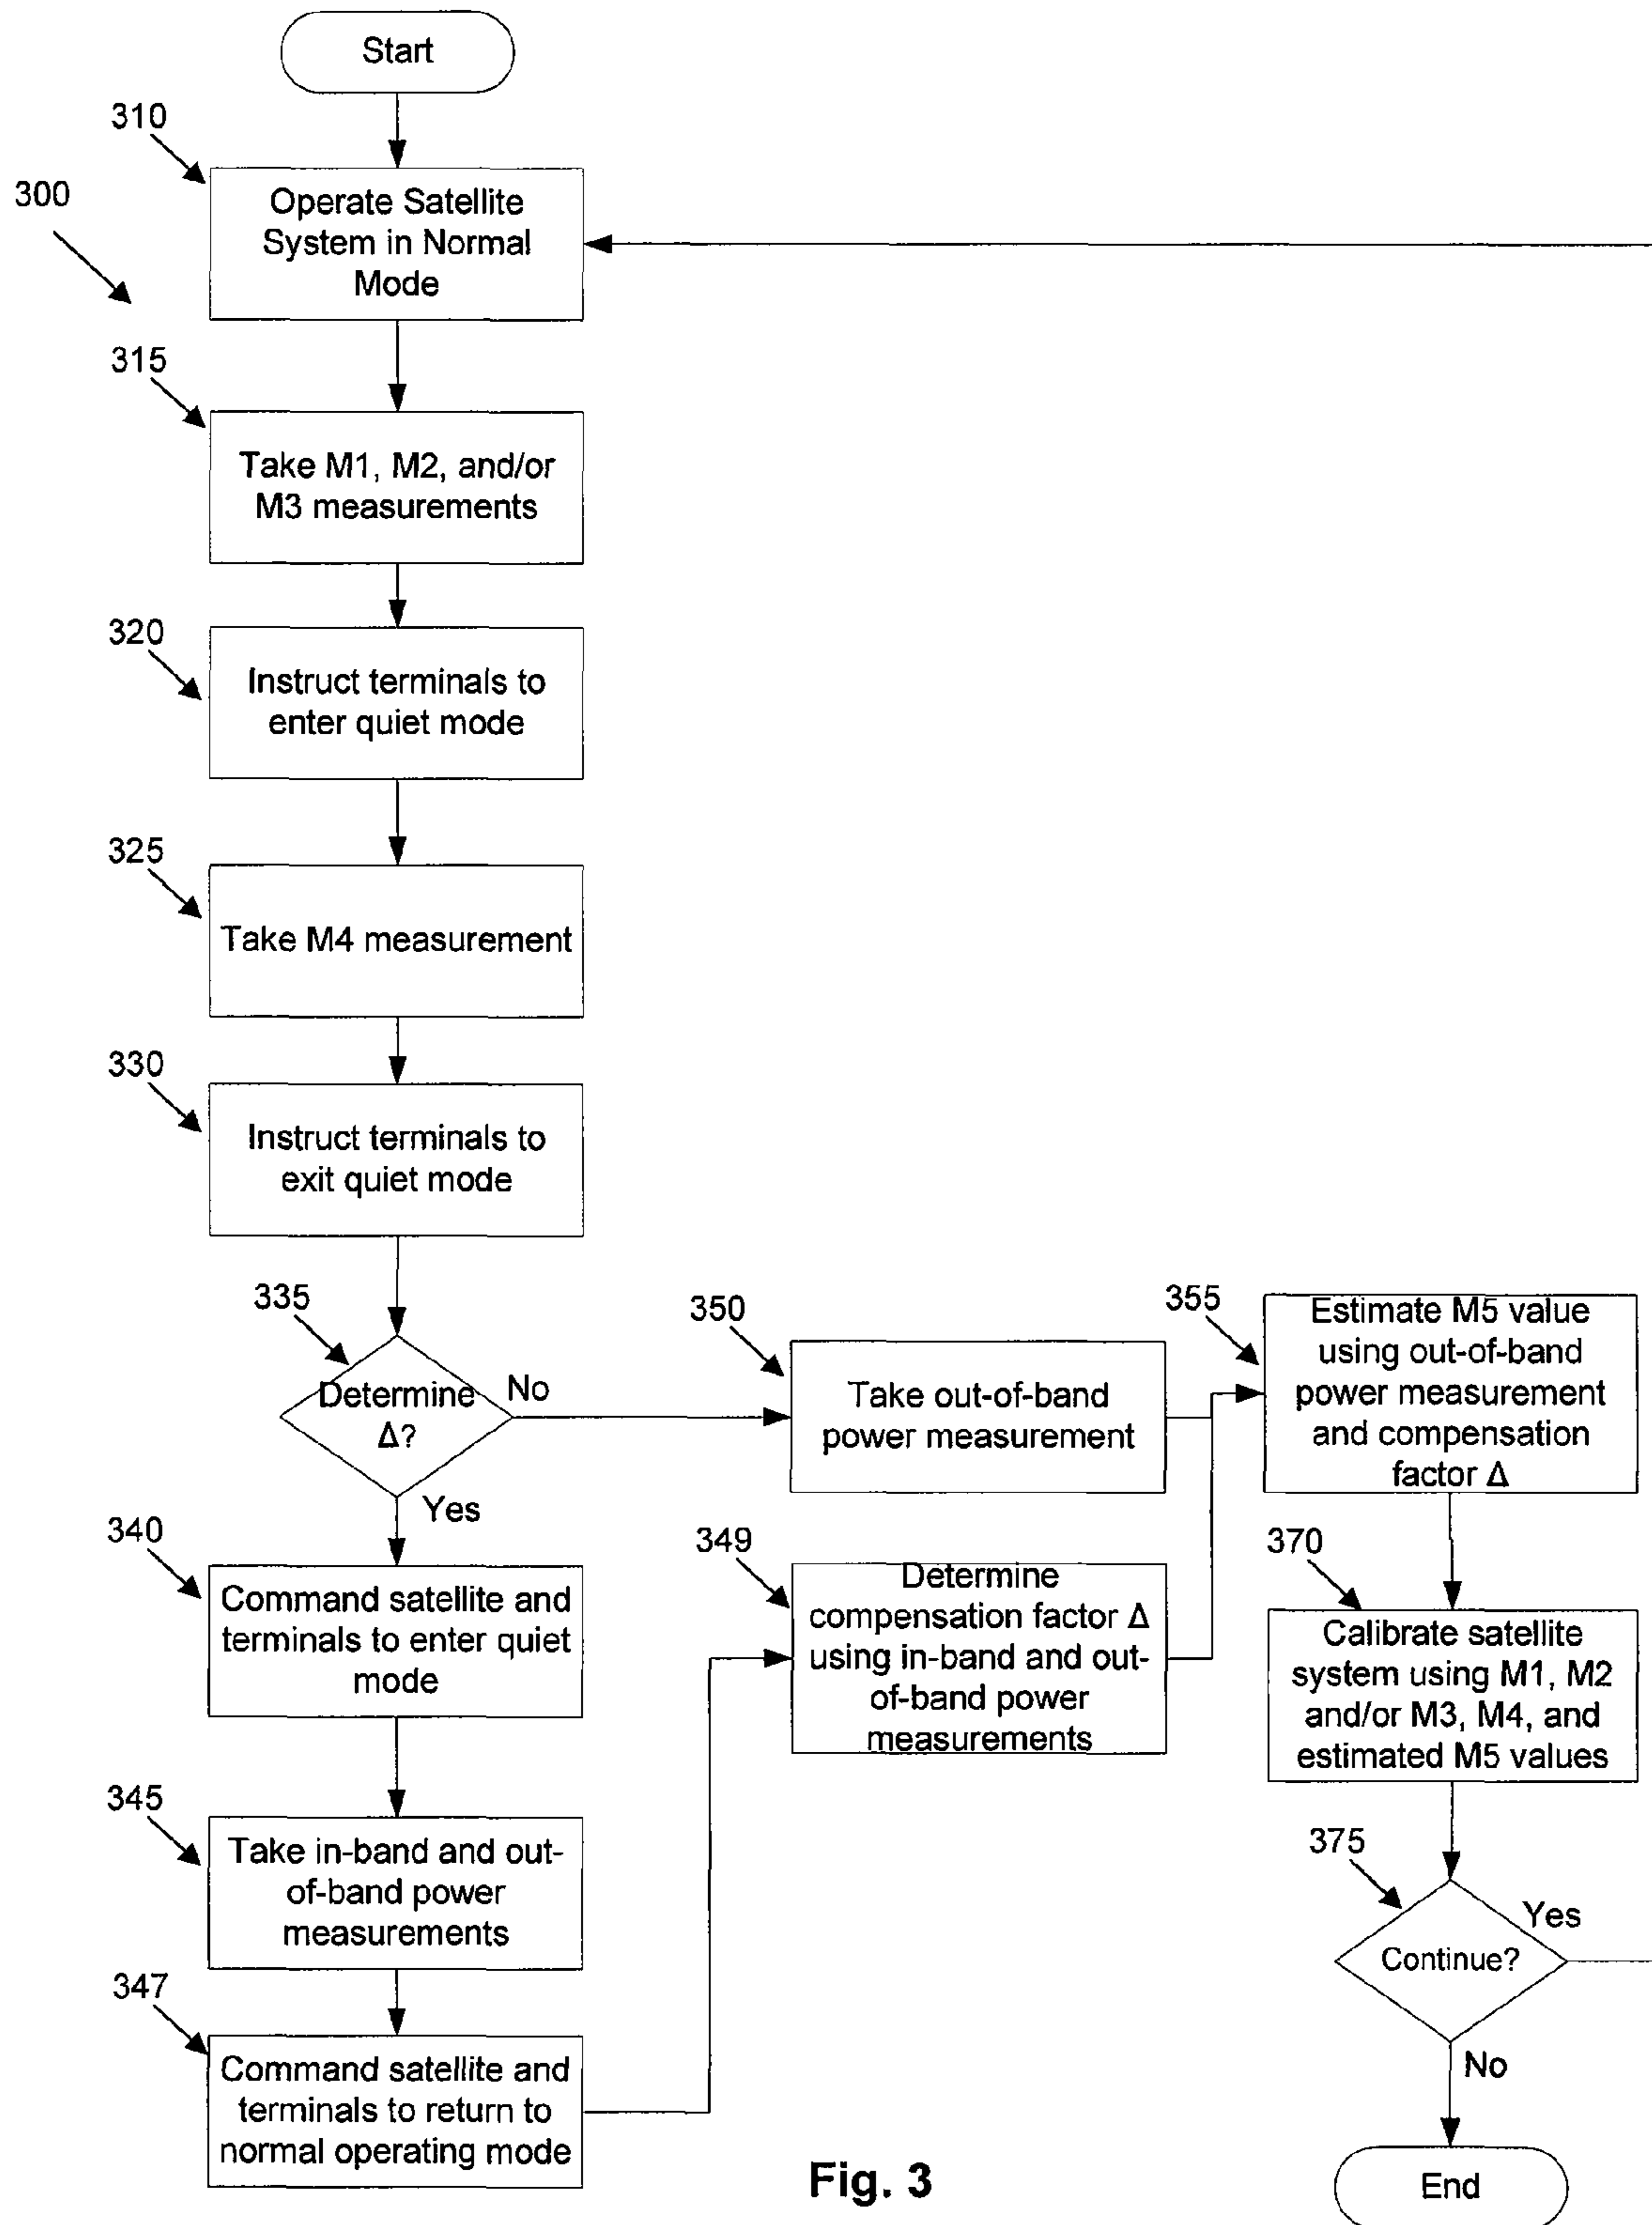 Start
310
300
Operate Satellite
System in Normal
Mode
315
Take M1, M2, and/or
M3 measurements
320
Instruct terminals to
enter quiet mode
325
Take M4 measurement
330
Instruct terminals to
exit quiet mode
335
Determine
Δ?
No
Yes
350
Take out-of-band
power measurement
355
Estimate M5 value
using out-of-band
power measurement
and compensation
factor Δ
340
Command satellite and
terminals to enter quiet
mode
349
Determine
compensation factor Δ
using in-band and out-
of-band power
measurements
370
Calibrate satellite
system using M1, M2
and/or M3, M4, and
estimated M5 values
345
Take in-band and out-
of-band power
measurements
375
Continue?
Yes
No
347
Command satellite and
terminals to return to
normal operating mode
End
Fig. 3